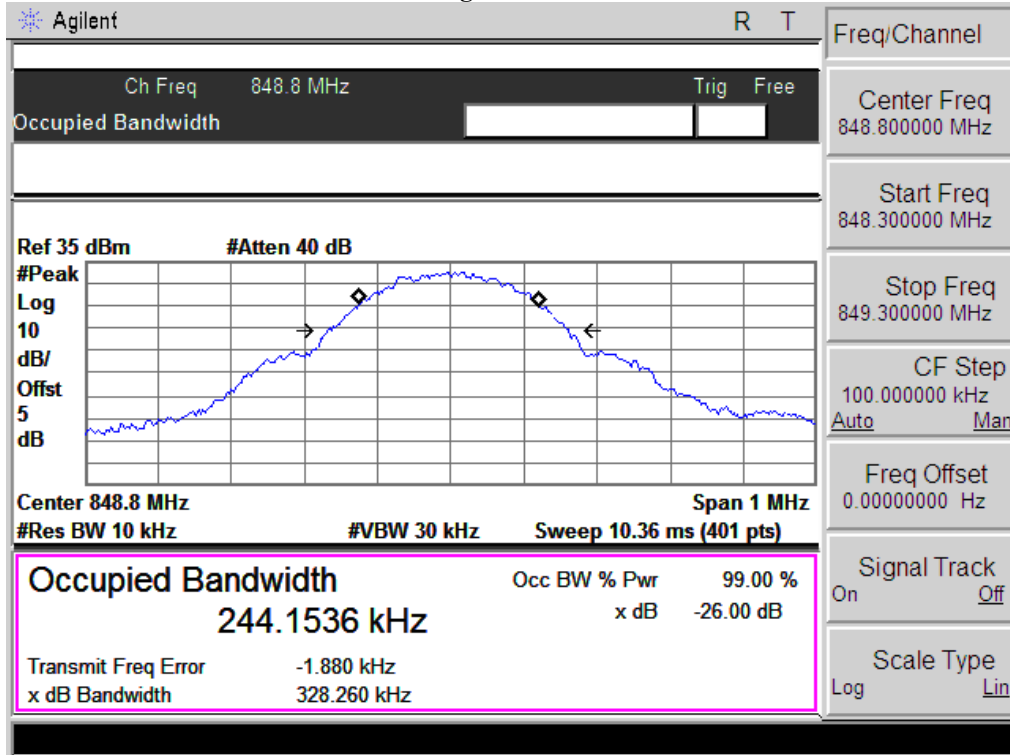 Agilent R T
Freq/Channel
Ch Freq 848.8 MHz Trig Free
Occupied Bandwidth
Center Freq
848.800000 MHz
Start Freq
848.300000 MHz
Stop Freq
849.300000 MHz
CF Step
100.000000 kHz
Auto Man
Freq Offset
0.00000000 Hz
Signal Track
On Off
Scale Type
Log Lin
Ref 35 dBm #Atten 40 dB
#Peak
Log
10
dB/
Offst
5
dB
Center 848.8 MHz Span 1 MHz
#Res BW 10 kHz #VBW 30 kHz Sweep 10.36 ms (401 pts)
Occupied Bandwidth Occ BW % Pwr 99.00 %
244.1536 kHz x dB -26.00 dB
Transmit Freq Error -1.880 kHz
x dB Bandwidth 328.260 kHz